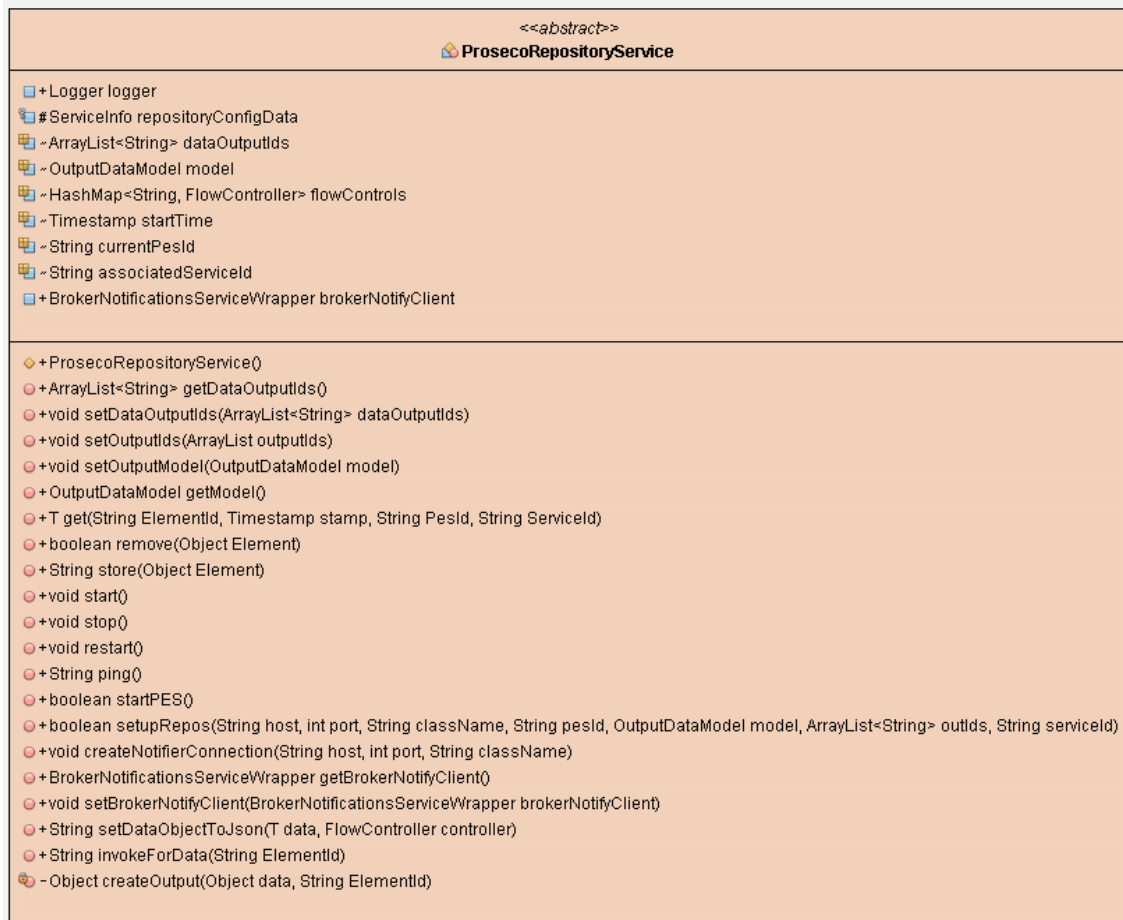 <<abstract>>
ProsecoRepositoryService
+Logger logger
#ServiceInfo repositoryConfigData
~ArrayList<String> dataOutputIds
~OutputDataModel model
~HashMap<String, FlowController> flowControls
~Timestamp startTime
~String currentPesId
~String associatedServiceId
+BrokerNotificationsServiceWrapper brokerNotifyClient
+ProsecoRepositoryService()
+ArrayList<String> getDataOutputIds()
+void setDataOutputIds(ArrayList<String> dataOutputIds)
+void setOutputIds(ArrayList outputIds)
+void setOutputModel(OutputDataModel model)
+OutputDataModel getModel()
+T get(String ElementId, Timestamp stamp, String PesId, String ServiceId)
+boolean remove(Object Element)
+String store(Object Element)
+void start()
+void stop()
+void restart()
+String ping()
+boolean startPES()
+boolean setupRepos(String host, int port, String className, String pesId, OutputDataModel model, ArrayList<String> outIds, String serviceId)
+void createNotifierConnection(String host, int port, String className)
+BrokerNotificationsServiceWrapper getBrokerNotifyClient()
+void setBrokerNotifyClient(BrokerNotificationsServiceWrapper brokerNotifyClient)
+String setDataObjectToJson(T data, FlowController controller)
+String invokeForData(String ElementId)
-Object createOutput(Object data, String ElementId)